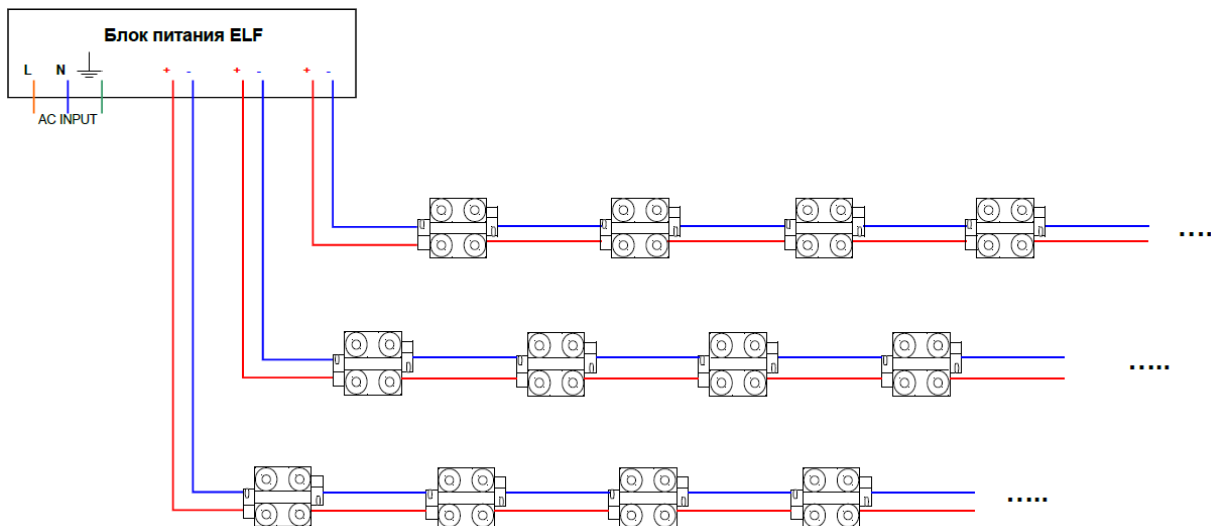 Блок питания ELF
L N + - + - + -
AC INPUT
.....
.....
.....